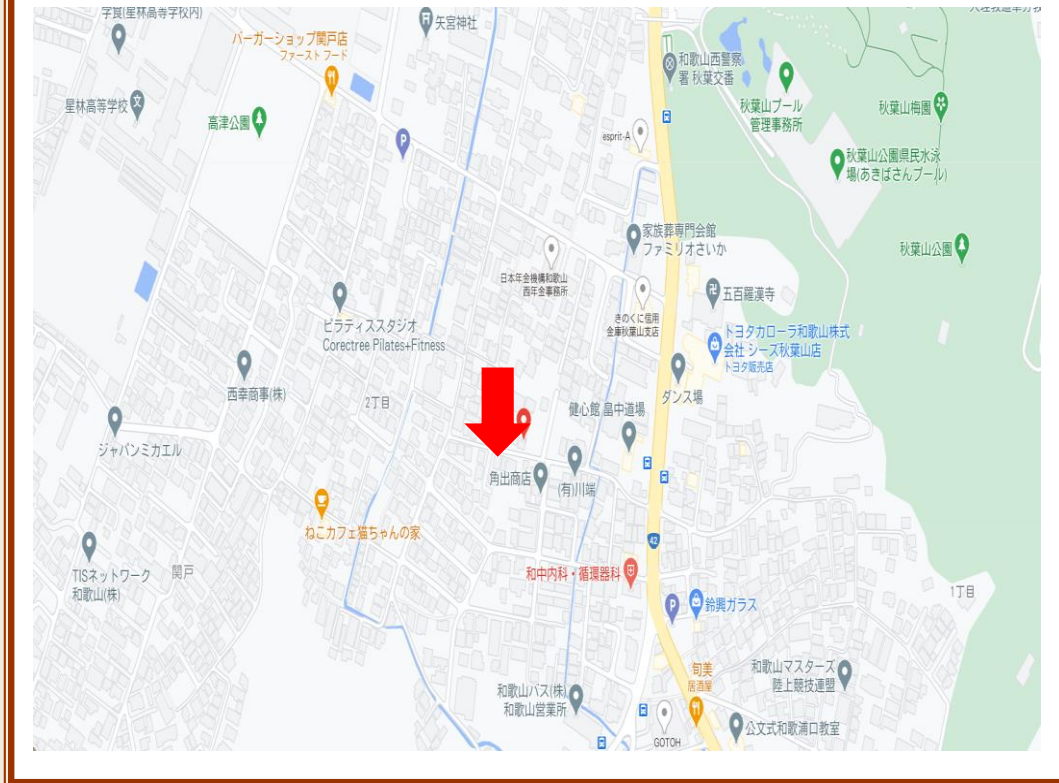 学食(星林高等学校内)
矢宮神社
バーガーショップ関戸店
ファースト フード
和歌山西警察
署 秋葉交番
星林高等学校
高津公園
P
esprit-A
秋葉山プール
管理事務所
秋葉山梅園
秋葉山公園県民水泳
場(あきばさんプール)
家族葬専門会館
ファミリオさいか
秋葉山公園
日本年金機構和歌山
西年金事務所
五百羅漢寺
きのくに信用
金庫秋葉山支店
ピラティススタジオ
Corectree Pilates+Fitness
トヨタカローラ和歌山株式
会社 シーズ秋葉山店
トヨタ販売店
西幸商事(株)
2丁目
ダンス場
健心館 畠中道場
ジャパンミカエル
角出商店
(有)川端
ねこカフェ猫ちゃんの家
42
TISネットワーク
和歌山(株)
関戸
和中内科・循環器科
P
鈴興ガラス
1丁目
旬美
居酒屋
和歌山マスターズ
陸上競技連盟
和歌山バス(株)
和歌山営業所
GOTOH
公文式和歌浦口教室